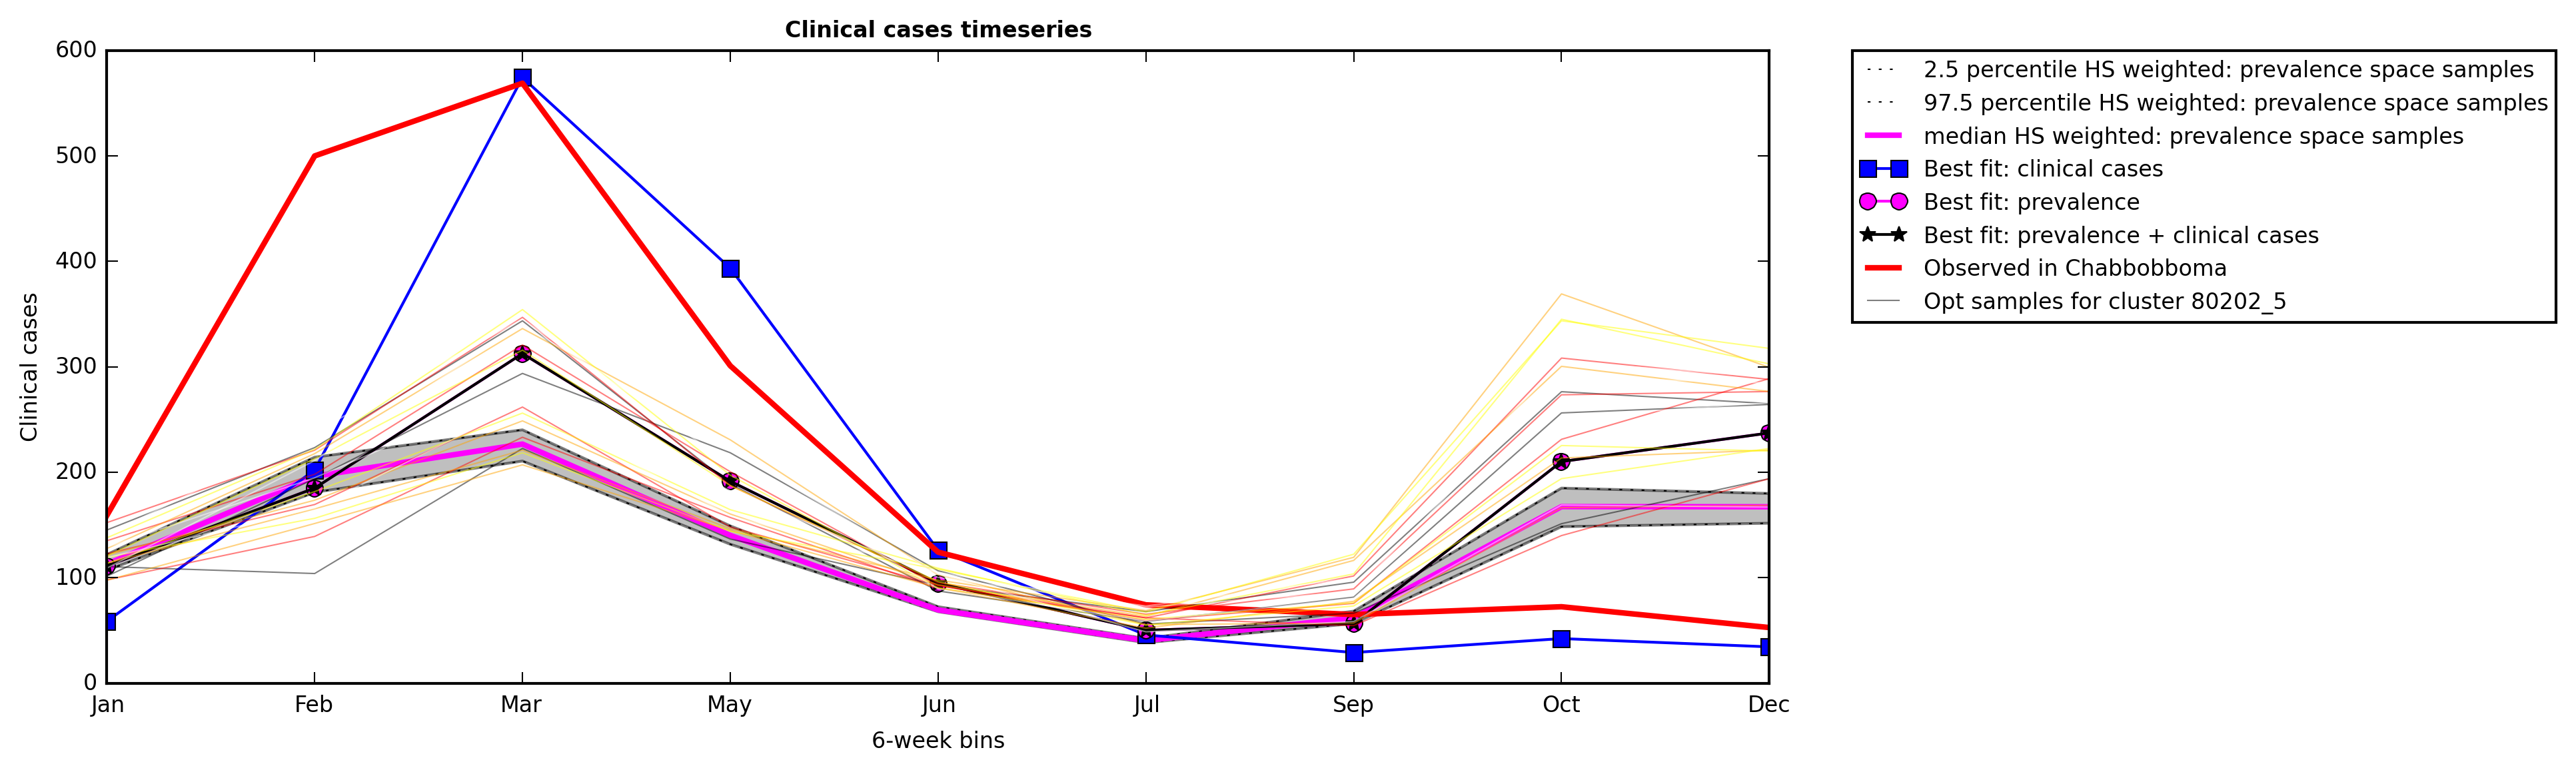 Clinical cases timeseries
600
500
400
300
200
100
0
Clinical cases
Jan Feb Mar May Jun Jul Sep Oct Dec
6-week bins
2.5 percentile HS weighted: prevalence space samples
97.5 percentile HS weighted: prevalence space samples
median HS weighted: prevalence space samples
Best fit: clinical cases
Best fit: prevalence
Best fit: prevalence + clinical cases
Observed in Chabbobboma
Opt samples for cluster 80202_5